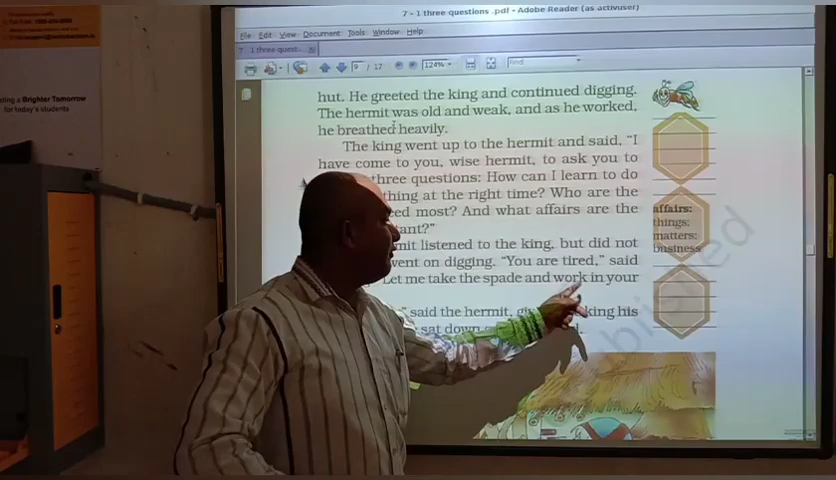 7 - 1 three questions .pdf - Adobe Reader (as activuser)
File Edit View Document Tools Window Help
7 - 1 three quest...
9 / 17 124% Find
hut. He greeted the king and continued digging.
The hermit was old and weak, and as he worked,
he breathed heavily.
The king went up to the hermit and said, “I
have come to you, wise hermit, to ask you to
three questions: How can I learn to do
thing at the right time? Who are the
most? And what affairs are the
listened to the king, but did not
went on digging. “You are tired,” said
Let me take the spade and work in your
said the hermit, king his
sat down
affairs:
things:
matters:
business
a Brighter Tomorrow
for today's students